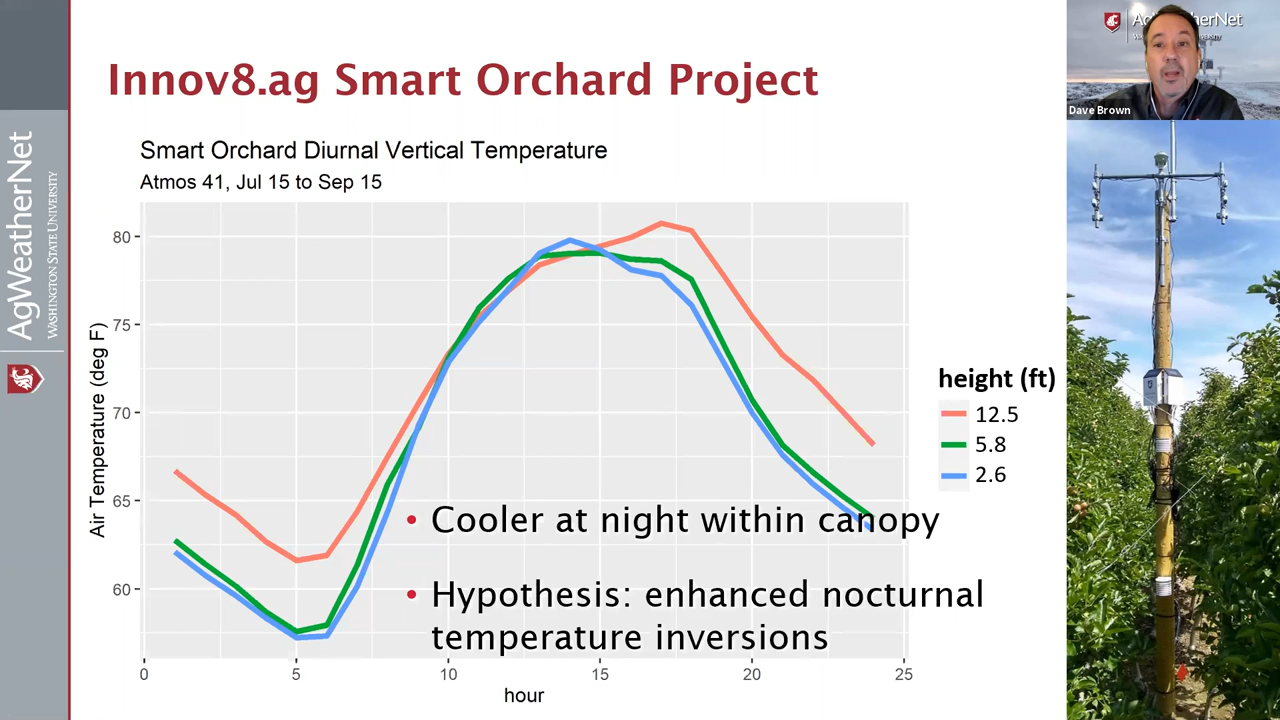 Innov8.ag Smart Orchard Project
Smart Orchard Diurnal Vertical Temperature
Atmos 41, Jul 15 to Sep 15
Air Temperature (deg F)
80
75
70
65
60
0 5 10 15 20 25
hour
height (ft)
12.5
5.8
2.6
• Cooler at night within canopy
• Hypothesis: enhanced nocturnal
temperature inversions
AgWeatherNet
WASHINGTON STATE UNIVERSITY
Dave Brown